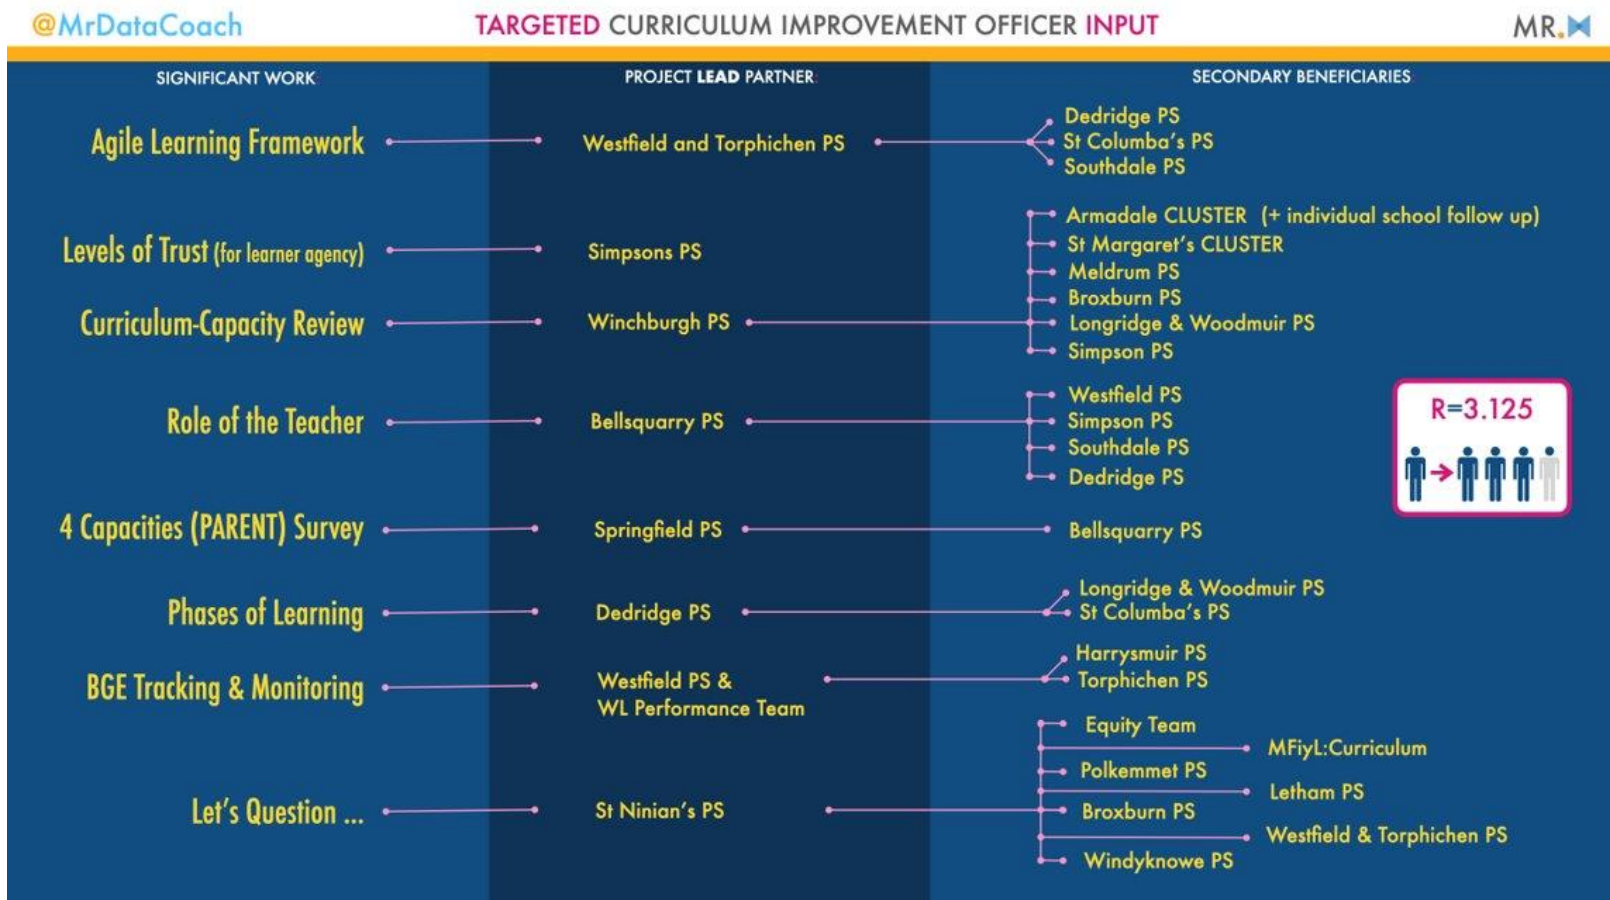 @MrDataCoach
TARGETED CURRICULUM IMPROVEMENT OFFICER INPUT
MR.
SIGNIFICANT WORK
PROJECT LEAD PARTNER:
SECONDARY BENEFICIARIES
Agile Learning Framework
Westfield and Torphichen PS
Dedridge PS
St Columba's PS
Southdale PS
Levels of Trust (for learner agency)
Simpsons PS
Armadale CLUSTER (+ individual school follow up)
St Margaret's CLUSTER
Meldrum PS
Broxburn PS
Curriculum-Capacity Review
Winchburgh PS
Longridge & Woodmuir PS
Simpson PS
Role of the Teacher
Bellsquarry PS
Westfield PS
Simpson PS
Southdale PS
Dedridge PS
R=3.125
4 Capacities (PARENT) Survey
Springfield PS
Bellsquarry PS
Phases of Learning
Dedridge PS
Longridge & Woodmuir PS
St Columba's PS
BGE Tracking & Monitoring
Westfield PS &
WL Performance Team
Harrysmuir PS
Torphichen PS
Let's Question ...
St Ninian's PS
Equity Team
MFiyL:Curriculum
Polkemmet PS
Letham PS
Broxburn PS
Westfield & Torphichen PS
Windyknowe PS